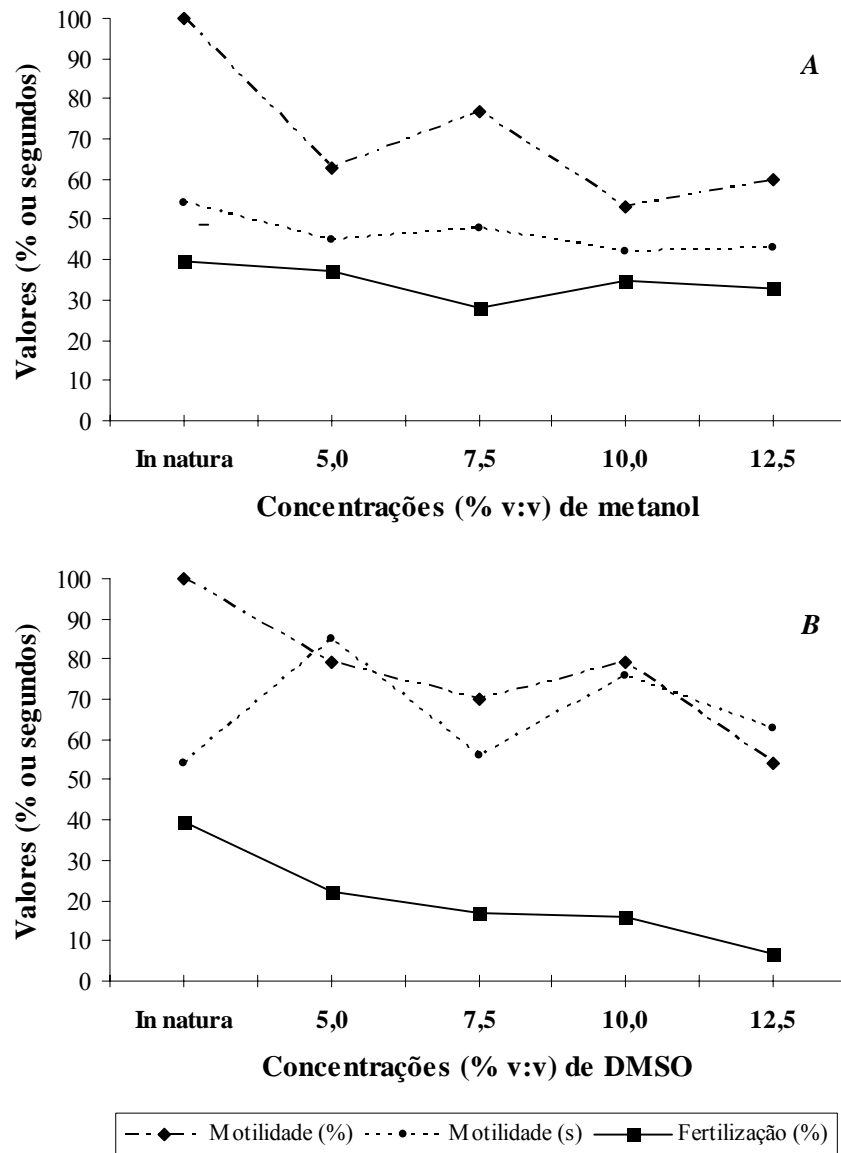 100
90
80
70
60
50
40
30
20
10
0
Valores (% ou segundos)
A
In natura 5,0 7,5 10,0 12,5
Concentrações (% v:v) de metanol
100
90
80
70
60
50
40
30
20
10
0
Valores (% ou segundos)
B
In natura 5,0 7,5 10,0 12,5
Concentrações (% v:v) de DMSO
Motilidade (%) Motilidade (s) Fertilização (%)